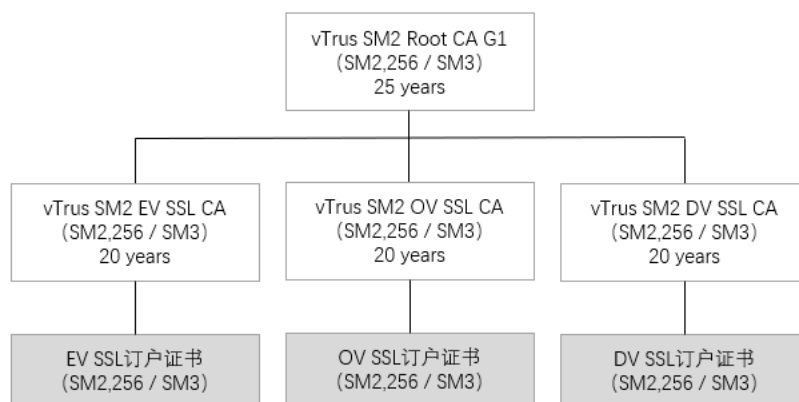 vTrus SM2 Root CA G1
（SM2,256 / SM3）
25 years
vTrus SM2 EV SSL CA
（SM2,256 / SM3）
20 years
vTrus SM2 OV SSL CA
（SM2,256 / SM3）
20 years
vTrus SM2 DV SSL CA
（SM2,256 / SM3）
20 years
EV SSL订户证书
（SM2,256 / SM3）
OV SSL订户证书
（SM2,256 / SM3）
DV SSL订户证书
（SM2,256 / SM3）